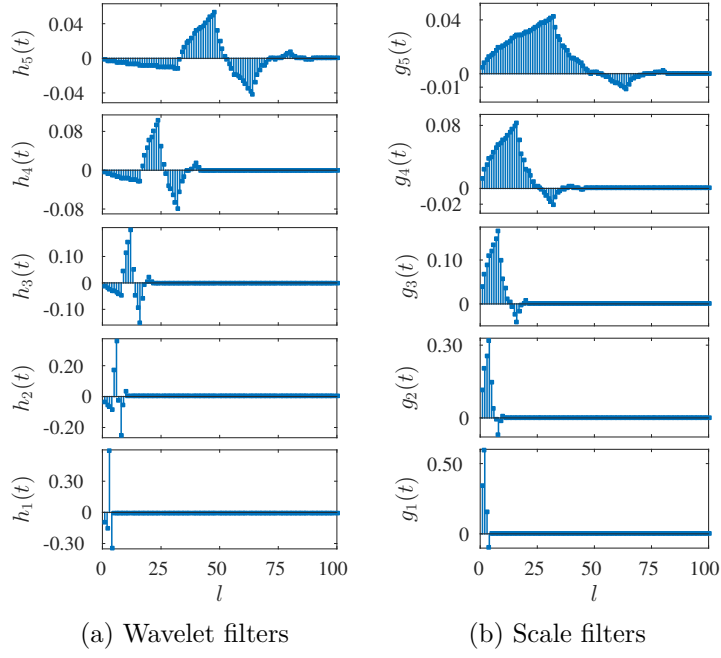 0.04
0
-0.04
h₅(t)
0.08
0
-0.08
h₄(t)
0.10
0
-0.10
h₃(t)
0.20
0
-0.20
h₂(t)
0.30
0
-0.30
h₁(t)
0 25 50 75 100
l
(a) Wavelet filters
0.04
0
-0.01
g₅(t)
0.08
0
-0.02
g₄(t)
0.10
0
g₃(t)
0.30
0
g₂(t)
0.50
0
g₁(t)
0 25 50 75 100
l
(b) Scale filters